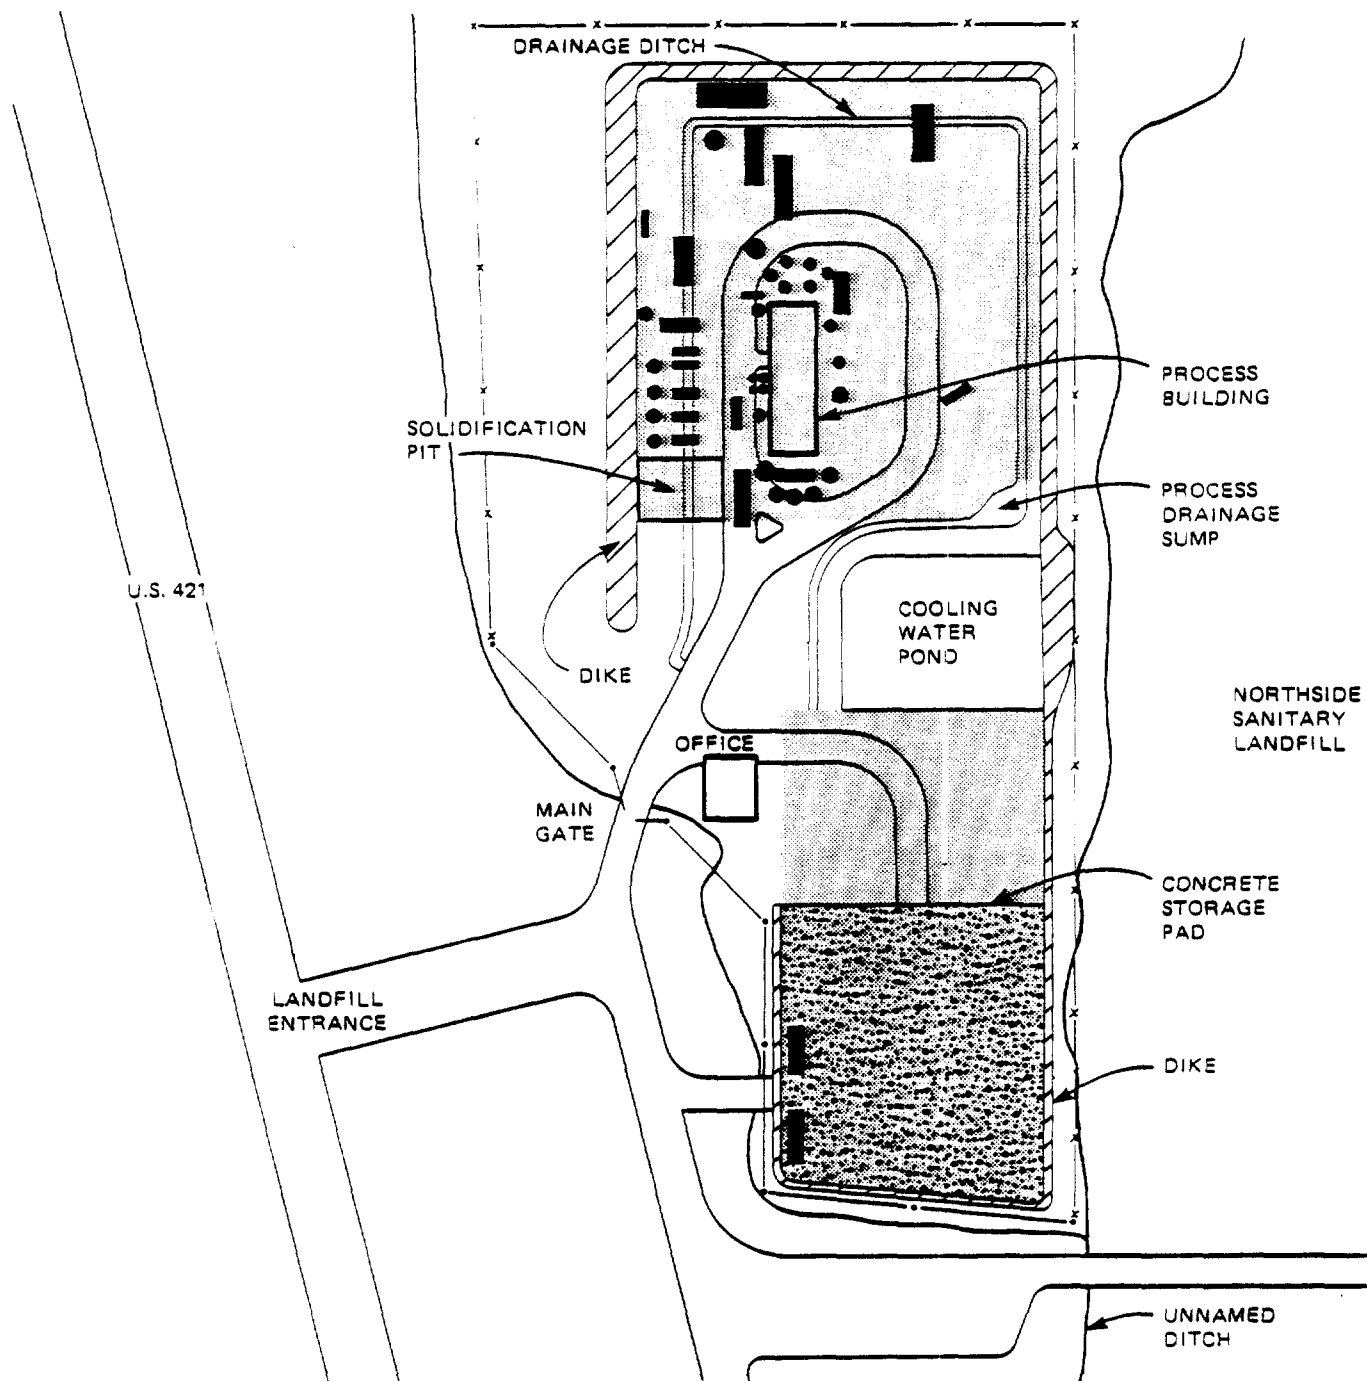 DRAINAGE DITCH
PROCESS
BUILDING
SOLIDIFICATION
PIT
PROCESS
DRAINAGE
SUMP
U.S. 421
COOLING
WATER
POND
DIKE
NORTHSIDE
SANITARY
LANDFILL
OFFICE
MAIN
GATE
CONCRETE
STORAGE
PAD
LANDFILL
ENTRANCE
DIKE
UNNAMED
DITCH